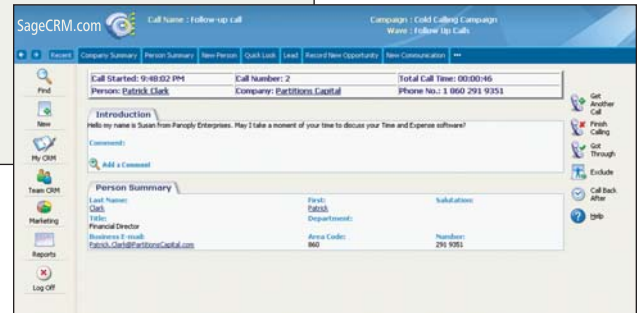 SageCRM.com
Call Name : Follow-up call
Campaign : Cold Calling Campaign
Wave : Follow Up Calls
Recent
Company Summary
Person Summary
New Person
Quick Look
Lead
Record New Opportunity
New Communication
Find
New
My CRM
Team CRM
Marketing
Reports
Log Off
Call Started: 9:48:02 PM
Call Number: 2
Total Call Time: 00:00:46
Person: Patrick Clark
Company: Partitions Capital
Phone No.: 1 860 291 9351
Introduction
Hello my name is Susan from Panoply Enterprises. May I take a moment of your time to discuss your Time and Expense software?
Comment:
Add a Comment
Person Summary
Last Name:
Clark
First:
Patrick
Salutation:
Title:
Financial Director
Department:
Business E-mail:
Patrick.Clark@PartitionsCapital.com
Area Code:
860
Number:
291 9351
Get
Another
Call
Finish
Calling
Got
Through
Exclude
Call Back
After
Help